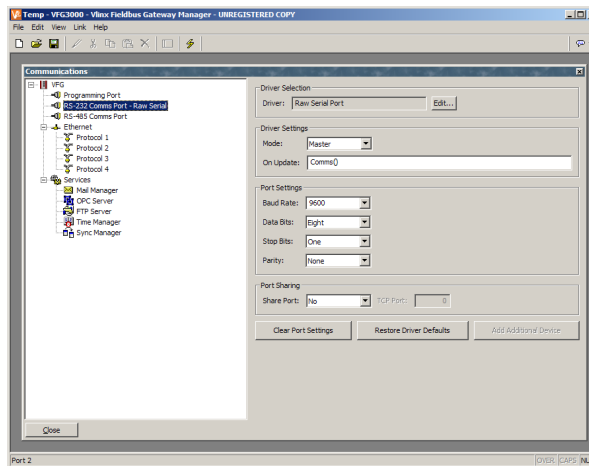 Temp - VFG3000 - Vlinx Fieldbus Gateway Manager - UNREGISTERED COPY
File Edit View Link Help
Communications
VFG
Programming Port
RS-232 Comms Port - Raw Serial
RS-485 Comms Port
Ethernet
Protocol 1
Protocol 2
Protocol 3
Protocol 4
Services
Mail Manager
OPC Server
FTP Server
Time Manager
Sync Manager
Driver Selection
Driver: Raw Serial Port Edit...
Driver Settings
Mode: Master
On Update: Comms()
Port Settings
Baud Rate: 9600
Data Bits: Eight
Stop Bits: One
Parity: None
Port Sharing
Share Port: No TCP Port: 0
Clear Port Settings Restore Driver Defaults Add Additional Device
Close
Port 2 OVER CAPS NU